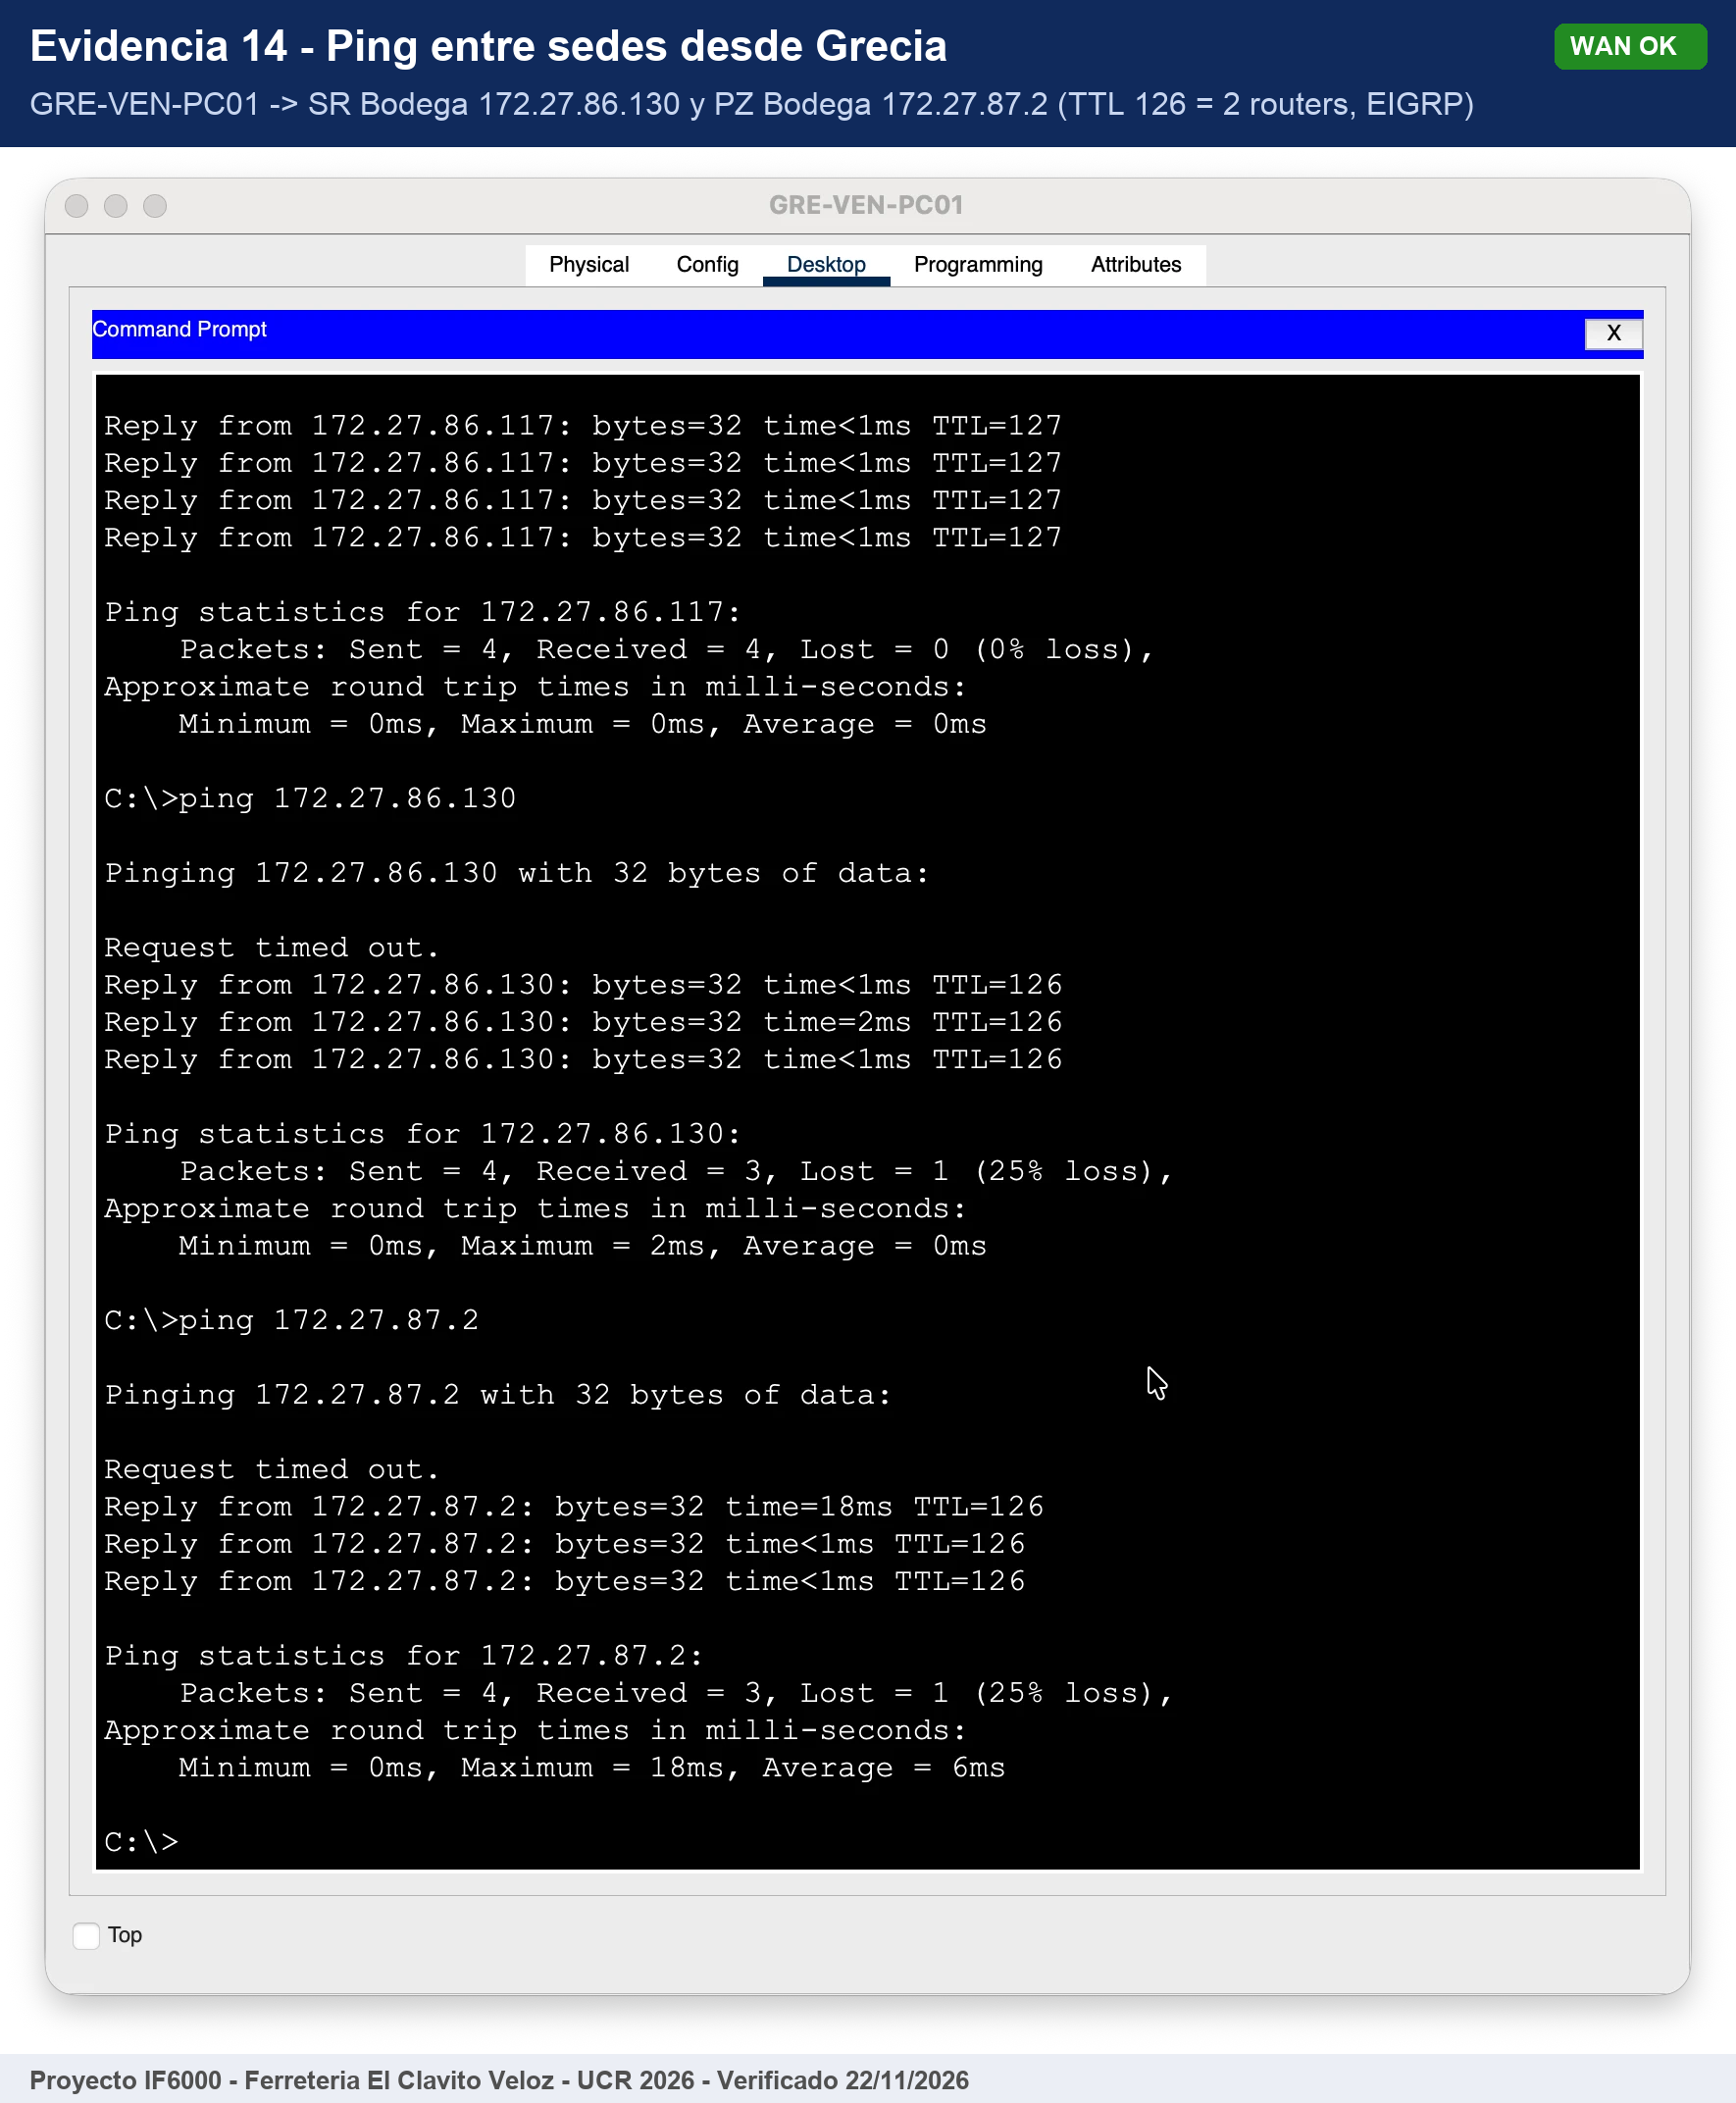 Evidencia 14 - Ping entre sedes desde Grecia
WAN OK
GRE-VEN-PC01 -> SR Bodega 172.27.86.130 y PZ Bodega 172.27.87.2 (TTL 126 = 2 routers, EIGRP)
GRE-VEN-PC01
Physical Config Desktop Programming Attributes
Command Prompt
X
Reply from 172.27.86.117: bytes=32 time<1ms TTL=127
Reply from 172.27.86.117: bytes=32 time<1ms TTL=127
Reply from 172.27.86.117: bytes=32 time<1ms TTL=127
Reply from 172.27.86.117: bytes=32 time<1ms TTL=127
Ping statistics for 172.27.86.117:
Packets: Sent = 4, Received = 4, Lost = 0 (0% loss),
Approximate round trip times in milli-seconds:
Minimum = 0ms, Maximum = 0ms, Average = 0ms
C:\>ping 172.27.86.130
Pinging 172.27.86.130 with 32 bytes of data:
Request timed out.
Reply from 172.27.86.130: bytes=32 time<1ms TTL=126
Reply from 172.27.86.130: bytes=32 time=2ms TTL=126
Reply from 172.27.86.130: bytes=32 time<1ms TTL=126
Ping statistics for 172.27.86.130:
Packets: Sent = 4, Received = 3, Lost = 1 (25% loss),
Approximate round trip times in milli-seconds:
Minimum = 0ms, Maximum = 2ms, Average = 0ms
C:\>ping 172.27.87.2
Pinging 172.27.87.2 with 32 bytes of data:
Request timed out.
Reply from 172.27.87.2: bytes=32 time=18ms TTL=126
Reply from 172.27.87.2: bytes=32 time<1ms TTL=126
Reply from 172.27.87.2: bytes=32 time<1ms TTL=126
Ping statistics for 172.27.87.2:
Packets: Sent = 4, Received = 3, Lost = 1 (25% loss),
Approximate round trip times in milli-seconds:
Minimum = 0ms, Maximum = 18ms, Average = 6ms
C:\>
Top
Proyecto IF6000 - Ferreteria El Clavito Veloz - UCR 2026 - Verificado 22/11/2026